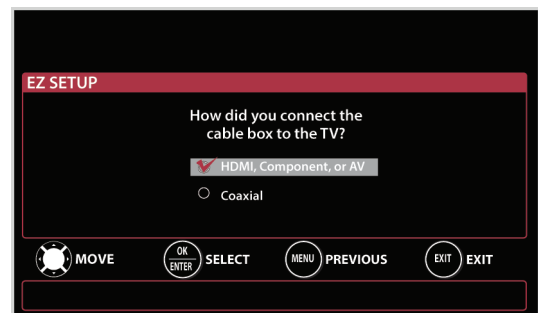 EZ SETUP
How did you connect the
cable box to the TV?
HDMI, Component, or AV
Coaxial
MOVE
OK
ENTER
SELECT
MENU
PREVIOUS
EXIT
EXIT